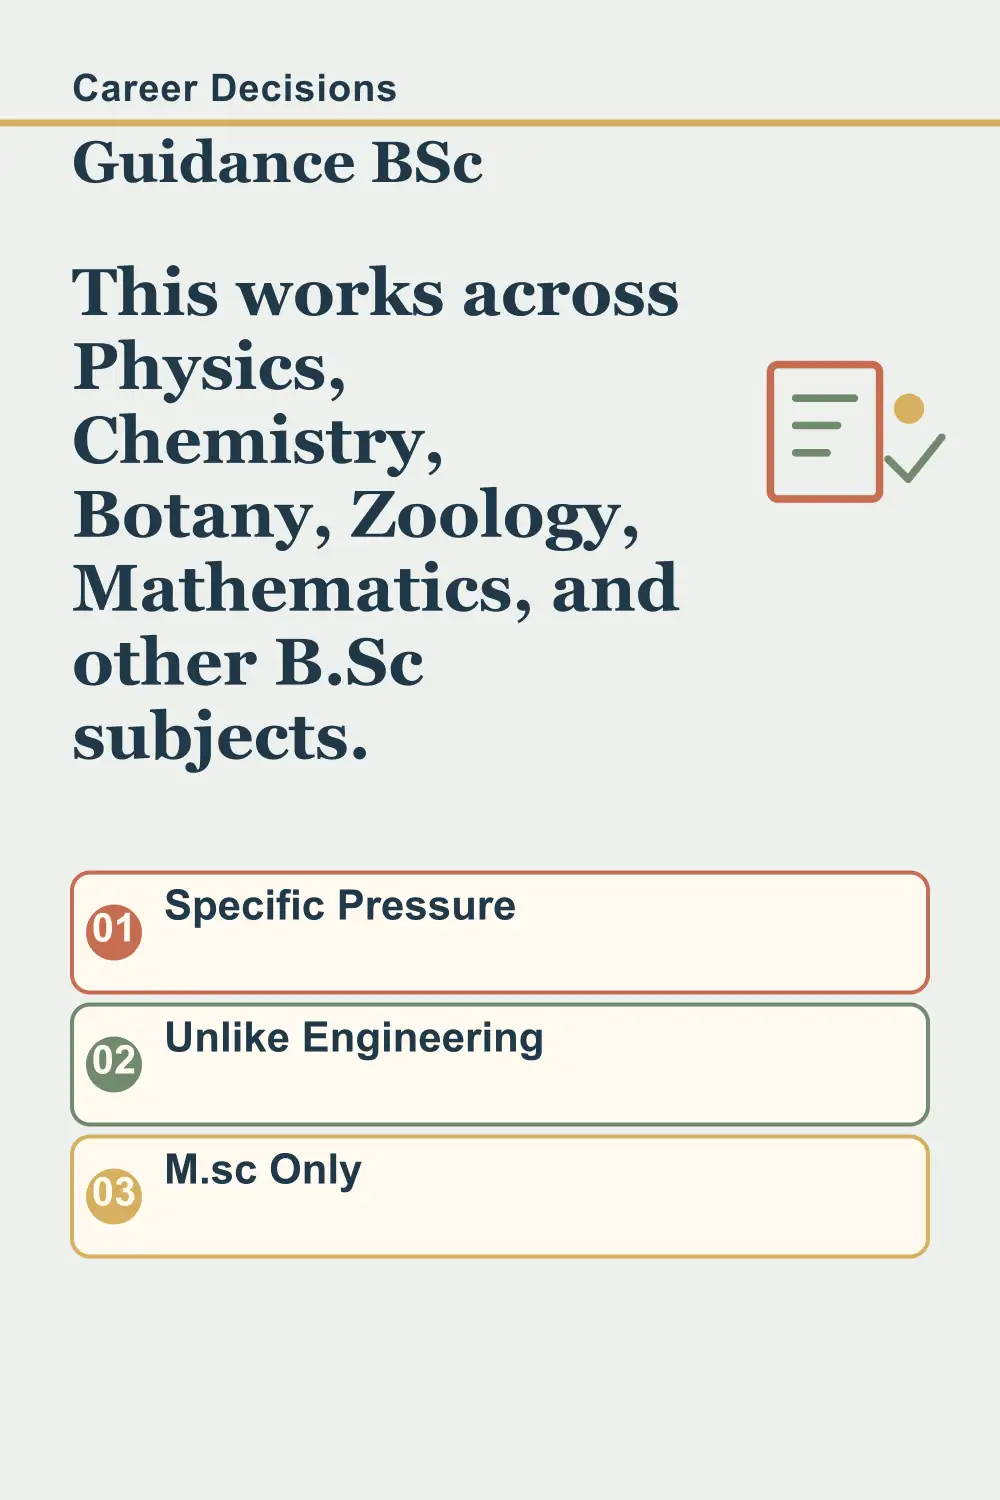 Career Decisions
Guidance BSc
This works across
Physics,
Chemistry,
Botany, Zoology,
Mathematics, and
other B.Sc
subjects.
01 Specific Pressure
02 Unlike Engineering
03 M.sc Only